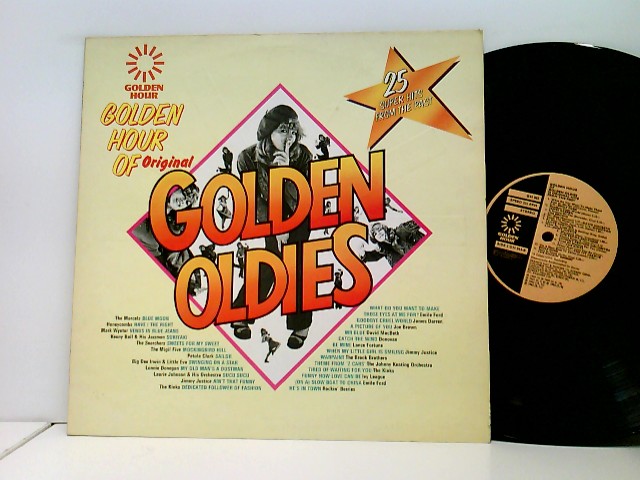 GOLDEN
HOUR
GOLDEN
HOUR
OF Original
25
SUPER HITS
FROM THE PAST
GOLDEN
OLDIES
The Marcels BLUE MOON
Honeycombs HAVE I THE RIGHT
Mark Wynter VENUS IN BLUE JEANS
Kenny Ball & His Jazzmen SUKIYAKI
The Searchers SWEETS FOR MY SWEET
The Migil Five MOCKINGBIRD HILL
Petula Clark SAILOR
Big Dee Irwin & Little Eva SWINGING ON A STAR
Lonnie Donegan MY OLD MAN'S A DUSTMAN
Laurie Johnson & His Orchestra SUCU SUCU
Jimmy Justice AIN'T THAT FUNNY
The Kinks DEDICATED FOLLOWER OF FASHION
WHAT DO YOU WANT TO MAKE
THOSE EYES AT ME FOR? Emile Ford
GOODBYE CRUEL WORLD James Darren
A PICTURE OF YOU Joe Brown
MR BLUE David MacBeth
CATCH THE WIND Donovan
BE MINE Lance Fortune
WHEN MY LITTLE GIRL IS SMILING Jimmy Justice
WARPAINT The Brook Brothers
THEME FROM 'Z CARS' The Johnny Keating Orchestra
TIRED OF WAITING FOR YOU The Kinks
FUNNY HOW LOVE CAN BE Ivy League
(ON A) SLOW BOAT TO CHINA Emile Ford
HE'S IN TOWN Rockin' Berries
GOLDEN
HOUR